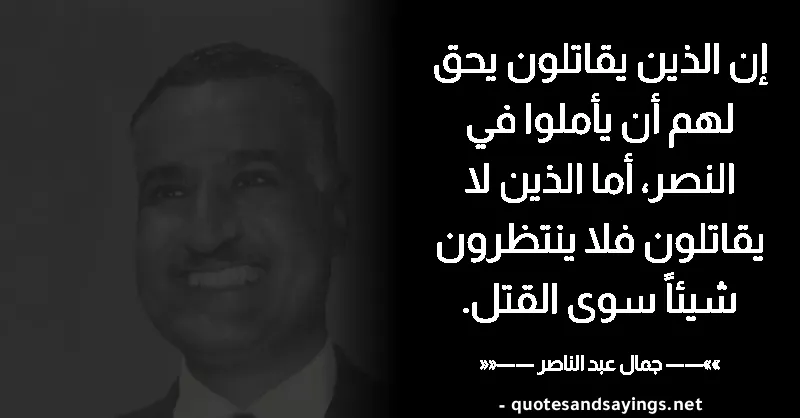 إن الذين يقاتلون يحق
لهم أن يأملوا في
النصر، أما الذين لا
يقاتلون فلا ينتظرون
شيئاً سوى القتل.
»»—— جمال عبد الناصر ——««
- quotesandsayings.net